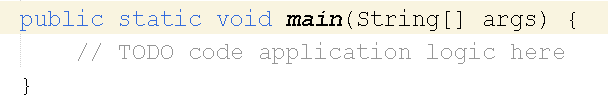 public static void main(String[] args) {
    // TODO code application logic here
}